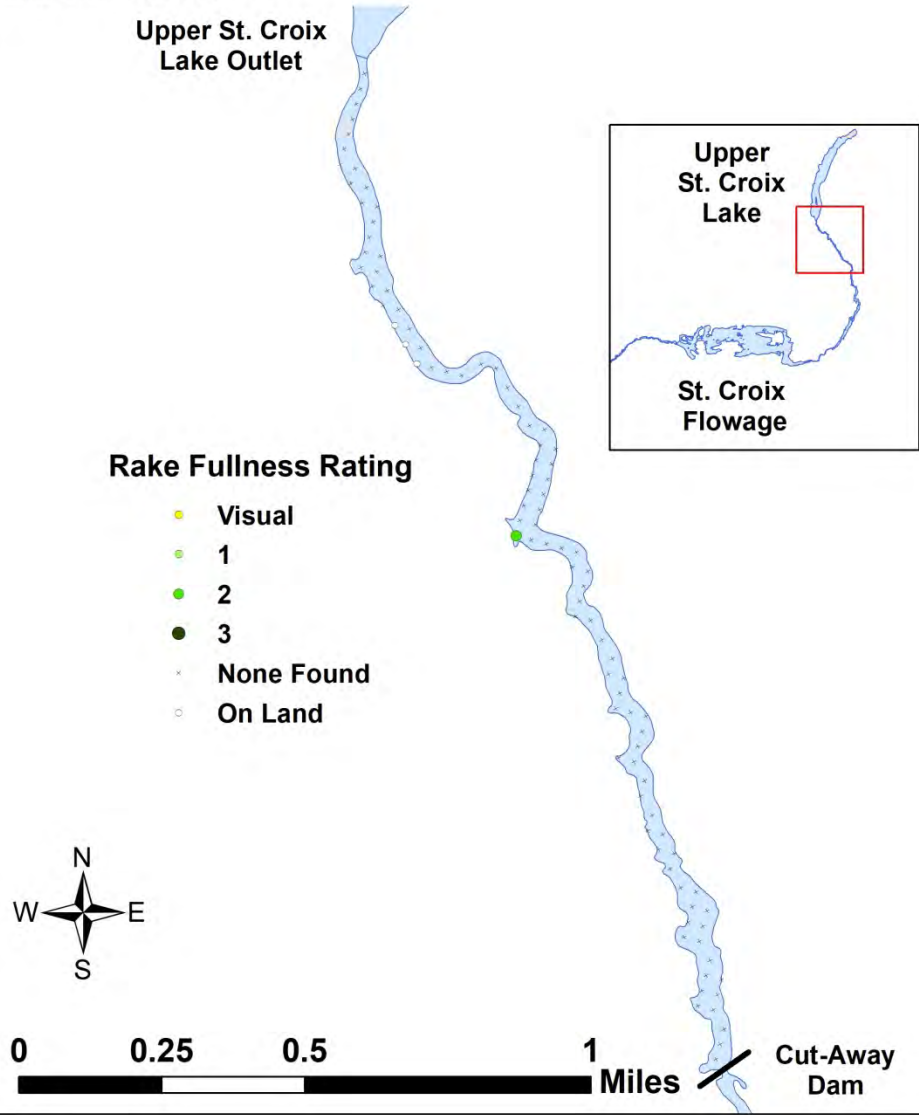 Upper St. Croix
Lake Outlet
Upper
St. Croix
Lake
St. Croix
Flowage
Rake Fullness Rating
Visual
1
2
3
None Found
On Land
N
W
E
S
0 0.25 0.5 1
Miles
Cut-Away
Dam